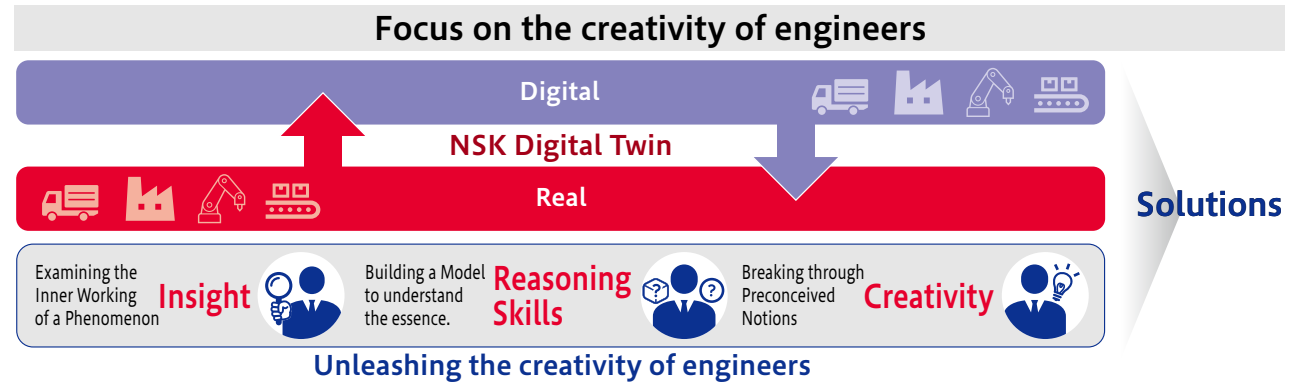 Focus on the creativity of engineers
Digital
NSK Digital Twin
Real
Solutions
Examining the
Inner Working
of a Phenomenon
Insight
Building a Model
to understand
the essence.
Reasoning
Skills
? ?
Breaking through
Preconceived
Notions
Creativity
Unleashing the creativity of engineers